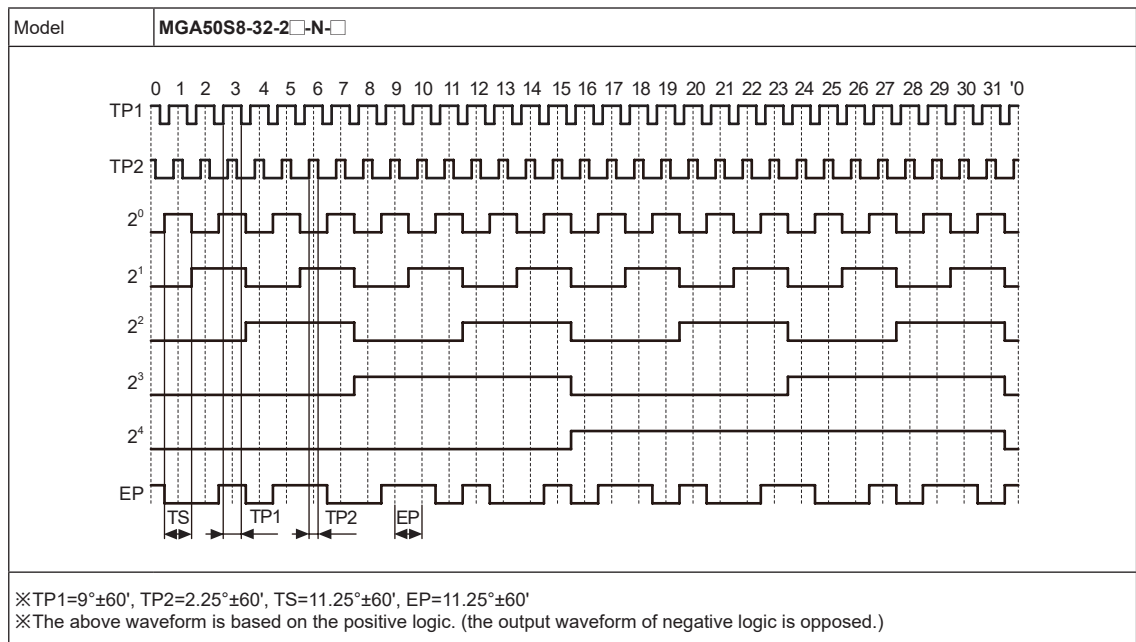 Model MGA50S8-32-2□-N-□
0 1 2 3 4 5 6 7 8 9 10 11 12 13 14 15 16 17 18 19 20 21 22 23 24 25 26 27 28 29 30 31 '0
TP1
TP2
2⁰
2¹
2²
2³
2⁴
EP
TS TP1 TP2 EP
※TP1=9°±60', TP2=2.25°±60', TS=11.25°±60', EP=11.25°±60'
※The above waveform is based on the positive logic. (the output waveform of negative logic is opposed.)